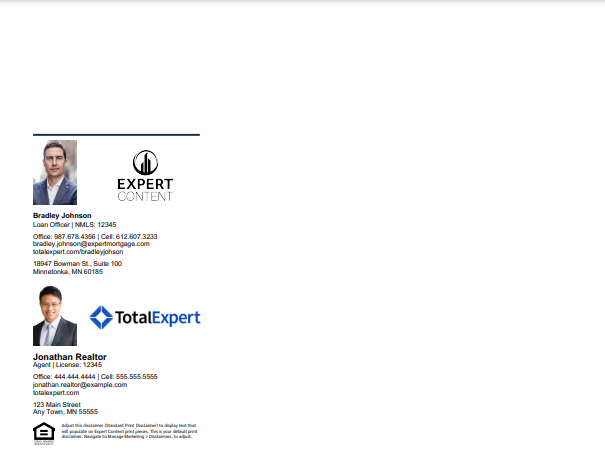 EXPERT
CONTENT
Bradley Johnson
Loan Officer | NMLS: 12345
Office: 987.678.4356 | Cell: 612.607.3233
bradley.johnson@expertmortgage.com
totalexpert.com/bradleyjohson
18947 Bowman St., Suite 100
Minnetonka, MN 60185
TotalExpert
Jonathan Realtor
Agent | License: 12345
Office: 444.444.4444 | Cell: 555.555.5555
jonathan.realtor@example.com
totalexpert.com
123 Main Street
Any Town, MN 55555
Adjust this disclaimer (Standard Print Disclaimer) to display text that
will populate on Expert Content print pieces. This is your default print
disclaimer. Navigate to Manage Marketing > Disclaimers, to adjust.